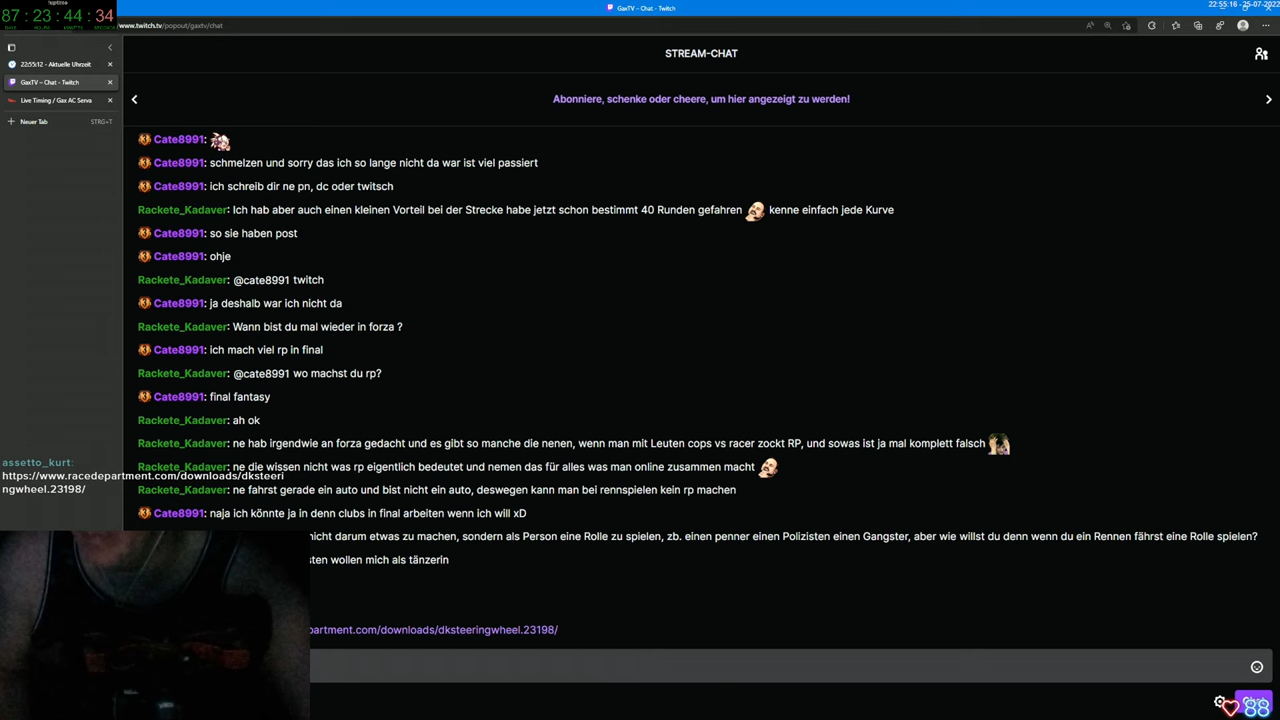 87:23:44:34
GaxTV - Twitch
22:55:16 - 25-07-2022
www.twitch.tv/popout/gaxtv/chat
22:55:12 - Aktuelle Uhrzeit
GaxTV – Chat - Twitch
Live Timing / Gax AC Serva
Neuer Tab
STRG+T
STREAM-CHAT
Abonniere, schenke oder cheere, um hier angezeigt zu werden!
Cate8991:
Cate8991: schmelzen und sorry das ich so lange nicht da war ist viel passiert
Cate8991: ich schreib dir ne pn, dc oder twitsch
Rackete_Kadaver: Ich hab aber auch einen kleinen Vorteil bei der Strecke habe jetzt schon bestimmt 40 Runden gefahren kenne einfach jede Kurve
Cate8991: so sie haben post
Cate8991: ohje
Rackete_Kadaver: @cate8991 twitch
Cate8991: ja deshalb war ich nicht da
Rackete_Kadaver: Wann bist du mal wieder in forza ?
Cate8991: ich mach viel rp in final
Rackete_Kadaver: @cate8991 wo machst du rp?
Cate8991: final fantasy
Rackete_Kadaver: ah ok
Rackete_Kadaver: ne hab irgendwie an forza gedacht und es gibt so manche die nenen, wenn man mit Leuten cops vs racer zockt RP, und sowas ist ja mal komplett falsch
Rackete_Kadaver: ne die wissen nicht was rp eigentlich bedeutet und nemen das für alles was man online zusammen macht
Rackete_Kadaver: ne fahrst gerade ein auto und bist nicht ein auto, deswegen kann man bei rennspielen kein rp machen
Cate8991: naja ich könnte ja in denn clubs in final arbeiten wenn ich will xD
nicht darum etwas zu machen, sondern als Person eine Rolle zu spielen, zb. einen penner einen Polizisten einen Gangster, aber wie willst du denn wenn du ein Rennen fährst eine Rolle spielen?
sten wollen mich als tänzerin
partment.com/downloads/dksteeringwheel.23198/
assetto_kurt:
https://www.racedepartment.com/downloads/dksteeri
ngwheel.23198/
88